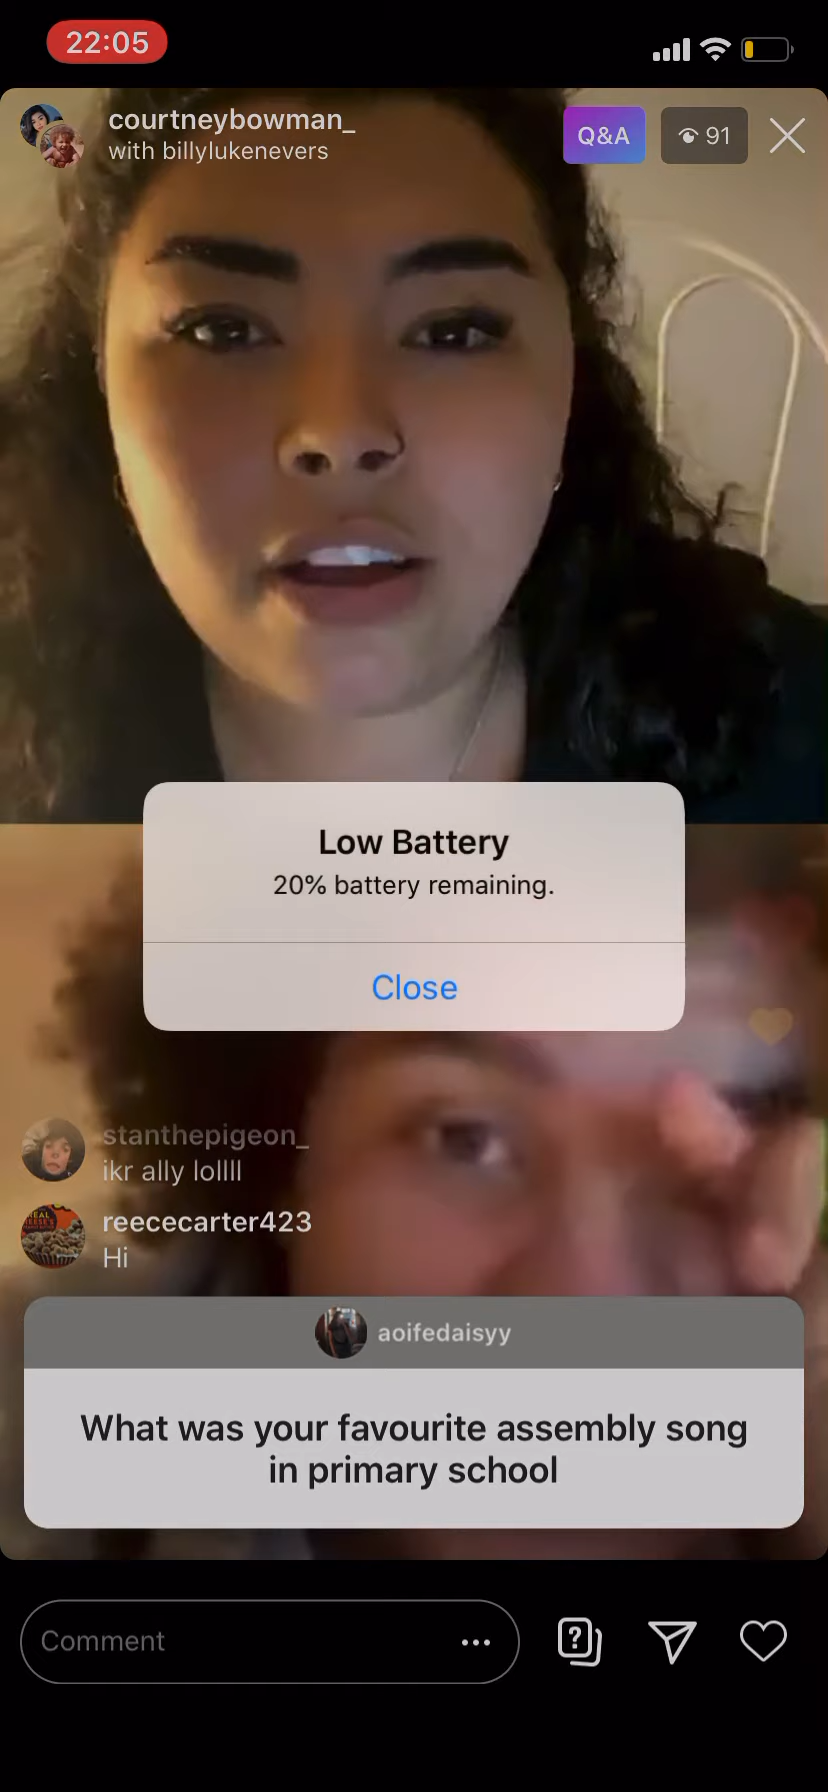 22:05
courtneybowman_
with billylukenevers
Q&A
91
Low Battery
20% battery remaining.
Close
stanthepigeon_
ikr ally lollll
reececarter423
Hi
aoifedaisyy
What was your favourite assembly song
in primary school
Comment